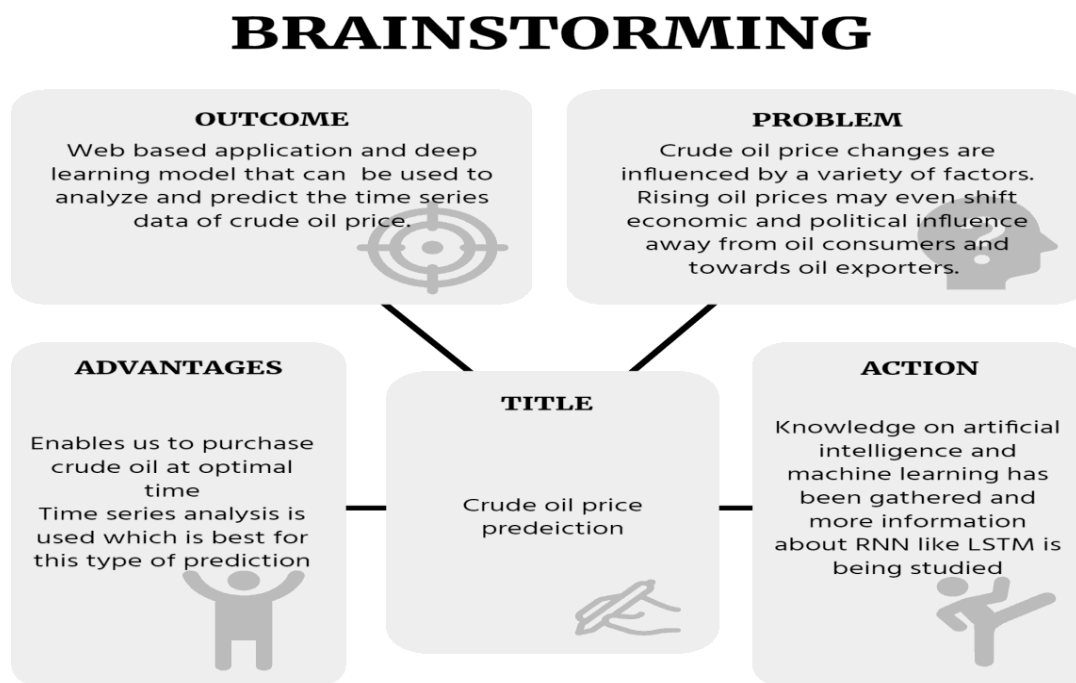 BRAINSTORMING
OUTCOME
Web based application and deep
learning model that can be used to
analyze and predict the time series
data of crude oil price.
PROBLEM
Crude oil price changes are
influenced by a variety of factors.
Rising oil prices may even shift
economic and political influence
away from oil consumers and
towards oil exporters.
ADVANTAGES
Enables us to purchase
crude oil at optimal
time
Time series analysis is
used which is best for
this type of prediction
TITLE
Crude oil price
predeiction
ACTION
Knowledge on artificial
intelligence and
machine learning has
been gathered and
more information
about RNN like LSTM is
being studied
?